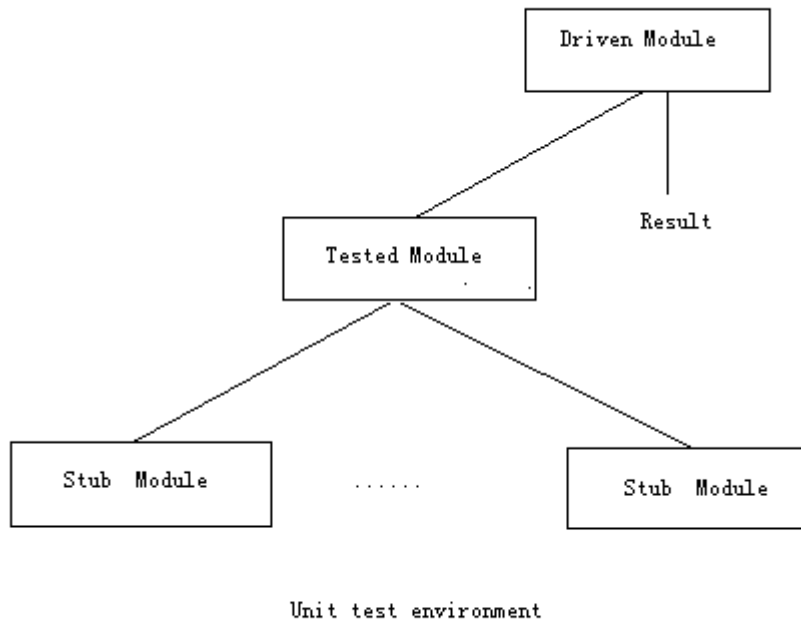 Driven Module
Result
Tested Module
Stub Module
......
Stub Module
Unit test environment